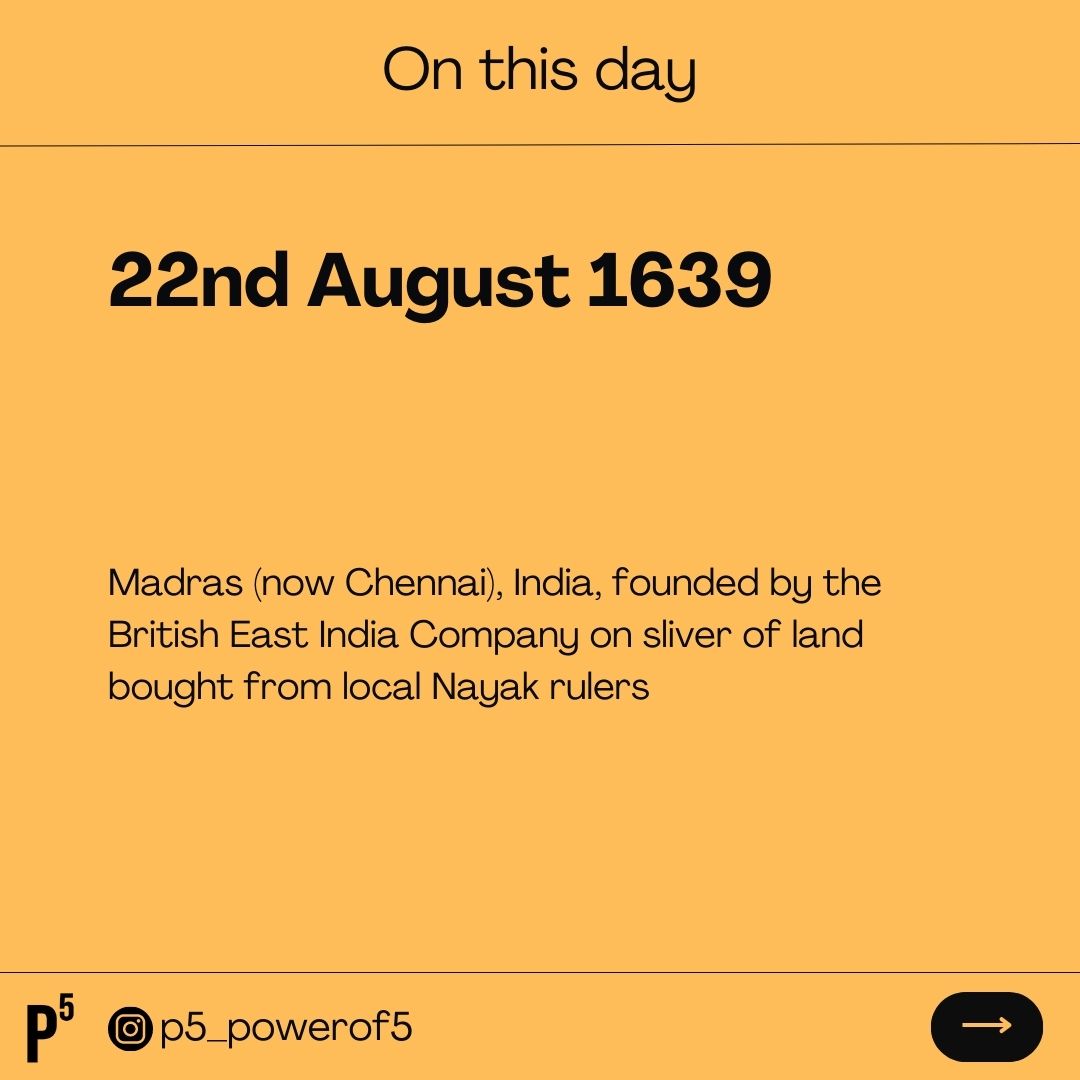 On this day
22nd August 1639
Madras (now Chennai), India, founded by the
British East India Company on sliver of land
bought from local Nayak rulers
P5 p5_powerof5